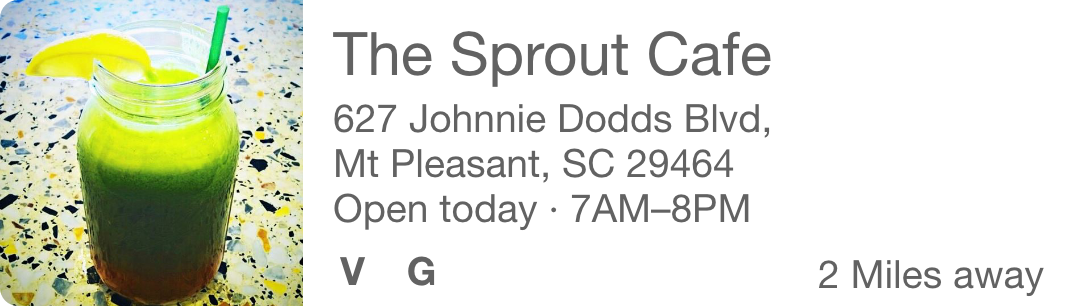 The Sprout Cafe
627 Johnnie Dodds Blvd,
Mt Pleasant, SC 29464
Open today · 7AM–8PM
V G
2 Miles away